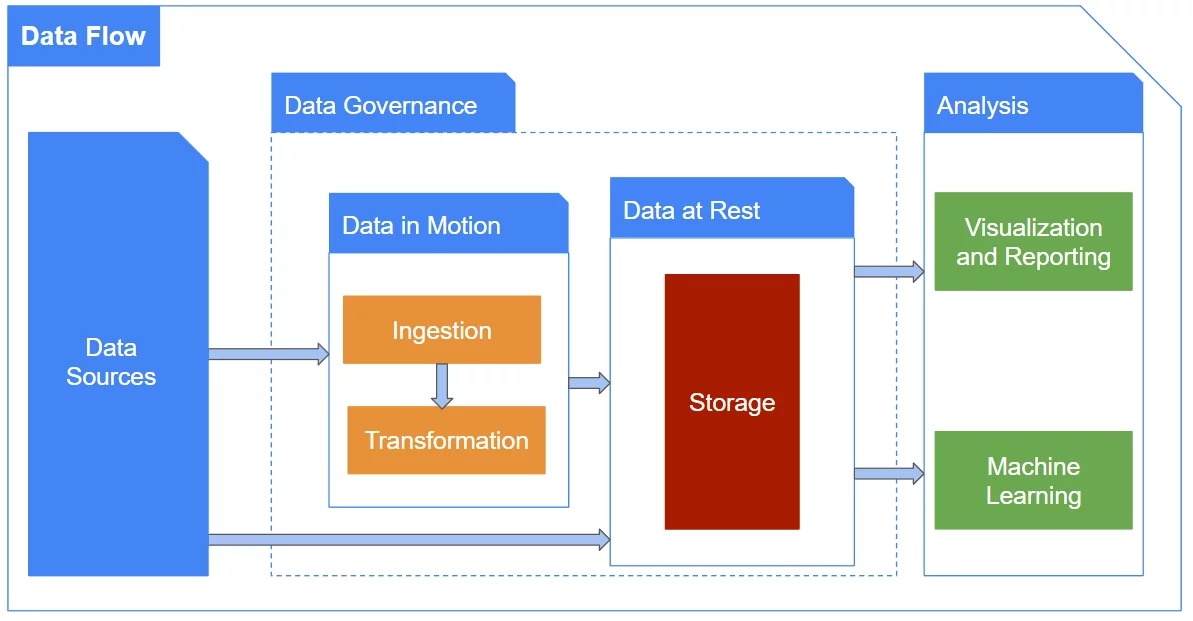 Data Flow
Data Governance
Analysis
Data Sources
Data in Motion
Ingestion
Transformation
Data at Rest
Storage
Visualization
and Reporting
Machine
Learning